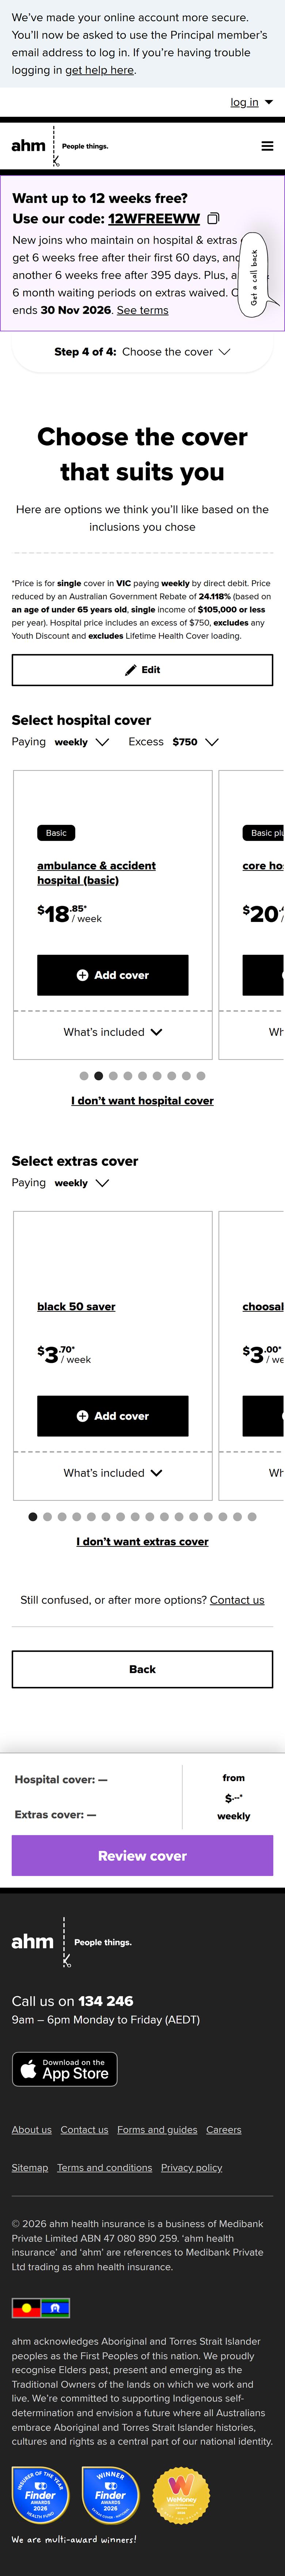 We've made your online account more secure.
You'll now be asked to use the Principal member's
email address to log in. If you're having trouble
logging in get help here.
log in
ahm People things.
Want up to 12 weeks free?
Use our code: 12WFREEWW
New joins who maintain on hospital & extras
get 6 weeks free after their first 60 days, and
another 6 weeks free after 395 days. Plus,
6 month waiting periods on extras waived.
ends 30 Nov 2026. See terms
Get a call back
Step 4 of 4: Choose the cover
Choose the cover
that suits you
Here are options we think you'll like based on the
inclusions you chose
*Price is for single cover in VIC paying weekly by direct debit. Price
reduced by an Australian Government Rebate of 24.118% (based on
an age of under 65 years old, single income of $105,000 or less
per year). Hospital price includes an excess of $750, excludes any
Youth Discount and excludes Lifetime Health Cover loading.
Edit
Select hospital cover
Paying weekly Excess $750
Basic
ambulance & accident
hospital (basic)
$18.85*
/ week
Add cover
What's included
Basic
core
$20
I don't want hospital cover
Select extras cover
Paying weekly
black 50 saver
$3.70*
/ week
Add cover
What's included
$3.00*
I don't want extras cover
Still confused, or after more options? Contact us
Back
Hospital cover: —
Extras cover: —
from
$-.--*
weekly
Review cover
ahm People things.
Call us on 134 246
9am – 6pm Monday to Friday (AEDT)
Download on the
App Store
About us Contact us Forms and guides Careers
Sitemap Terms and conditions Privacy policy
© 2026 ahm health insurance is a business of Medibank
Private Limited ABN 47 080 890 259. 'ahm health
insurance' and 'ahm' are references to Medibank Private
Ltd trading as ahm health insurance.
ahm acknowledges Aboriginal and Torres Strait Islander
peoples as the First Peoples of this nation. We proudly
recognise Elders past, present and emerging as the
Traditional Owners of the lands on which we work and
live. We're committed to supporting Indigenous self-
determination and envision a future where all Australians
embrace Aboriginal and Torres Strait Islander histories,
cultures and rights as a central part of our national identity.
INSURER OF THE YEAR
Finder
AWARDS
2026
HEALTH FUND
WINNER
Finder
AWARDS
2026
WeMoney
We are multi-award winners!